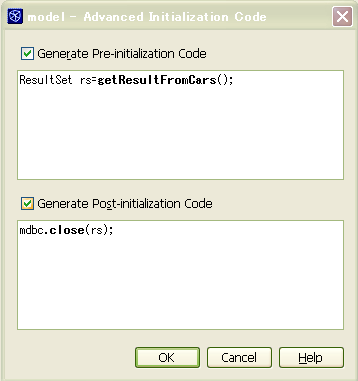 model - Advanced Initialization Code
Generate Pre-initialization Code
ResultSet rs=getResultFromCars();
Generate Post-initialization Code
mdbc.close(rs);
OK Cancel Help